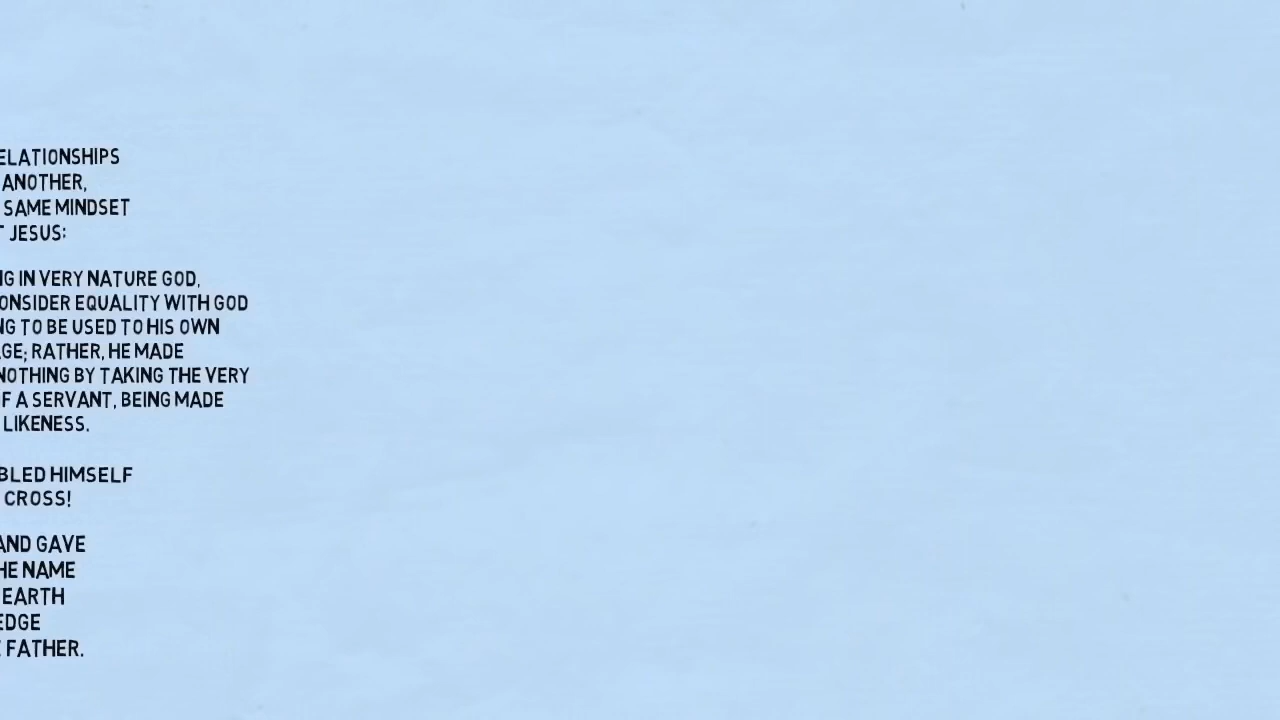 ELATIONSHIPS
ANOTHER,
SAME MINDSET
T JESUS:
NG IN VERY NATURE GOD,
ONSIDER EQUALITY WITH GOD
NG TO BE USED TO HIS OWN
AGE; RATHER, HE MADE
NOTHING BY TAKING THE VERY
F A SERVANT, BEING MADE
LIKENESS.
BLED HIMSELF
CROSS!
AND GAVE
HE NAME
EARTH
EDGE
E FATHER.